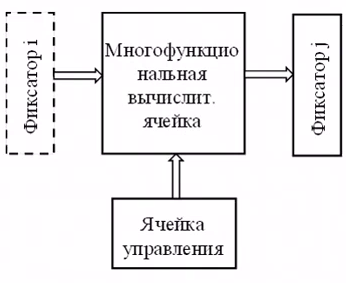 Фиксатор i
Многофункцио
нальная
вычислит.
ячейка
Фиксатор j
Ячейка
управления